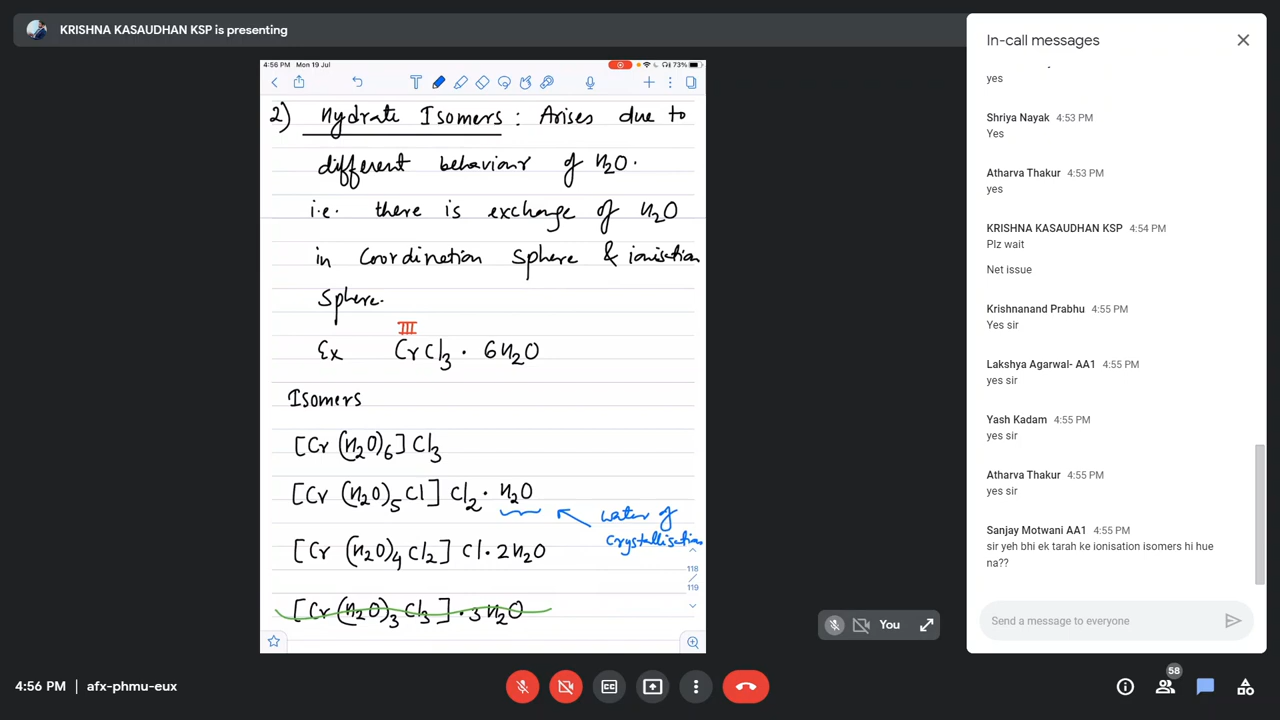 KRISHNA KASAUDHAN KSP is presenting
4:56 PM Mon 19 Jul
73%
2) Hydrate Isomers : Arises due to
different behaviour of H2O.
i.e. there is exchange of H2O
in coordination sphere & ionisation
sphere.
III
Ex CrCl3 . 6H2O
Isomers
[Cr (H2O)6] Cl3
[Cr (H2O)5 Cl] Cl2 . H2O
water of
crystallisation
[Cr (H2O)4 Cl2] Cl . 2H2O
[Cr (H2O)3 Cl3] . 3H2O
118
/
119
You
In-call messages
yes
Shriya Nayak 4:53 PM
Yes
Atharva Thakur 4:53 PM
yes
KRISHNA KASAUDHAN KSP 4:54 PM
Plz wait
Net issue
Krishnanand Prabhu 4:55 PM
Yes sir
Lakshya Agarwal- AA1 4:55 PM
yes sir
Yash Kadam 4:55 PM
yes sir
Atharva Thakur 4:55 PM
yes sir
Sanjay Motwani AA1 4:55 PM
sir yeh bhi ek tarah ke ionisation isomers hi hue
na??
Send a message to everyone
4:56 PM | afx-phmu-eux
58